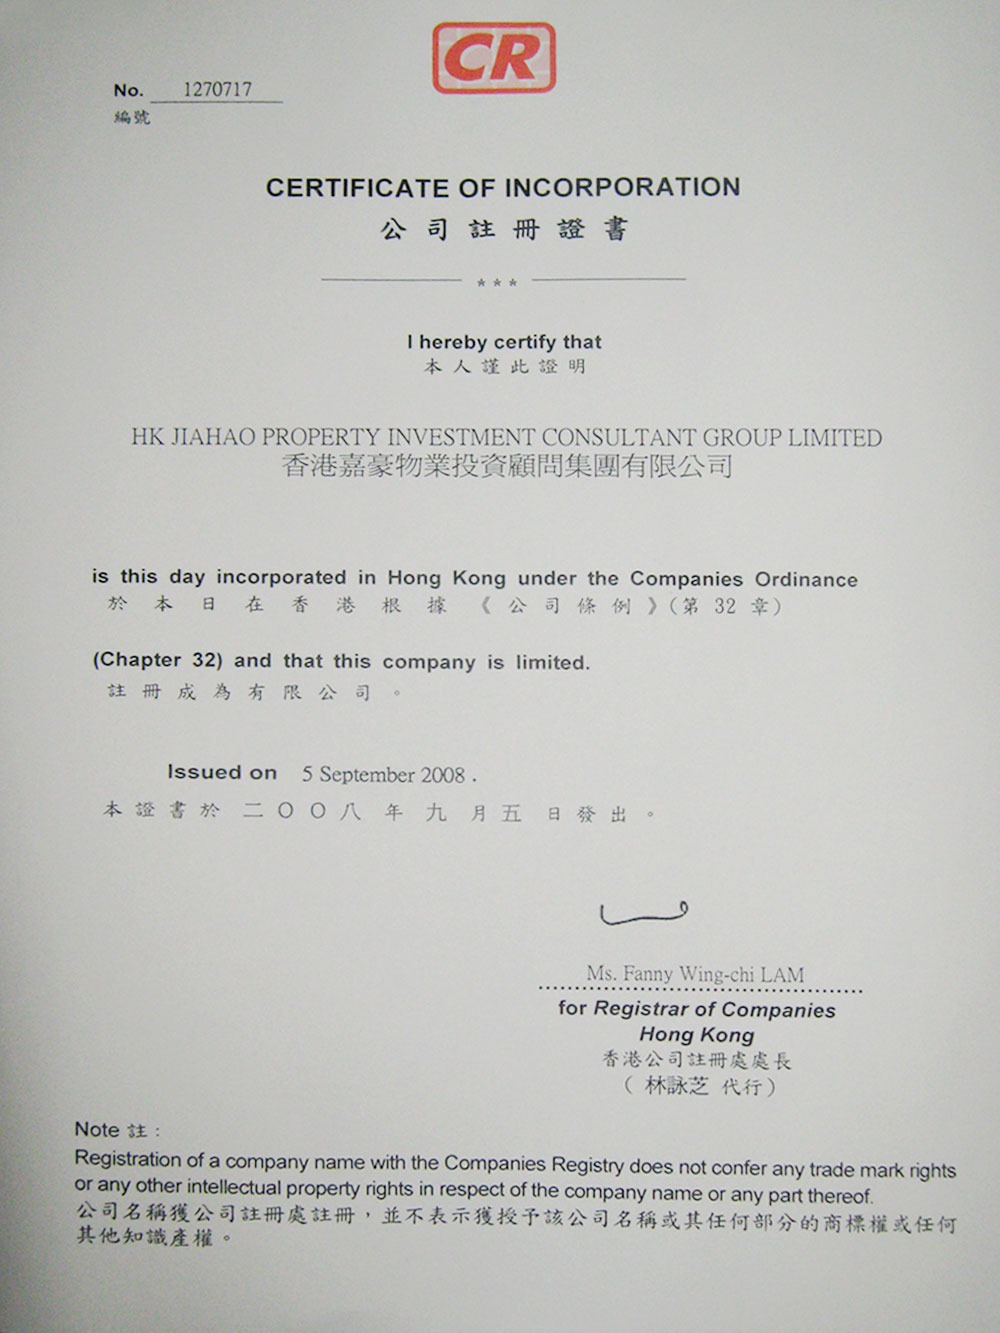 CR
No. 1270717
編號
CERTIFICATE OF INCORPORATION
公司註冊證書
* * *
I hereby certify that
本人謹此證明
HK JIAHAO PROPERTY INVESTMENT CONSULTANT GROUP LIMITED
香港嘉豪物業投資顧問集團有限公司
is this day incorporated in Hong Kong under the Companies Ordinance
於本日在香港根據《公司條例》(第 32 章)
(Chapter 32) and that this company is limited.
註冊成為有限公司。
Issued on 5 September 2008 .
本證書於二〇〇八年九月五日發出。
Ms. Fanny Wing-chi LAM
for Registrar of Companies
Hong Kong
香港公司註冊處處長
( 林詠芝 代行 )
Note 註 :
Registration of a company name with the Companies Registry does not confer any trade mark rights
or any other intellectual property rights in respect of the company name or any part thereof.
公司名稱獲公司註冊處註冊，並不表示獲授予該公司名稱或其任何部分的商標權或任何
其他知識產權。